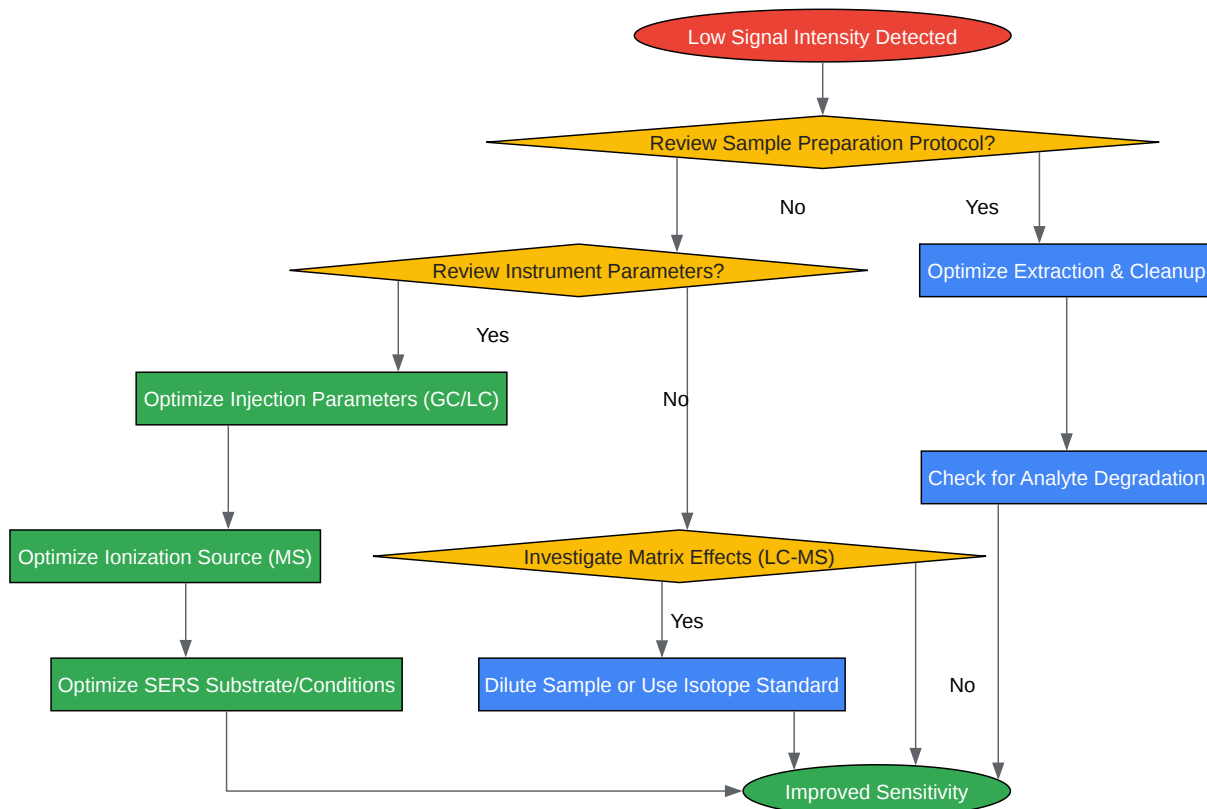 Low Signal Intensity Detected
Review Sample Preparation Protocol?
No
Yes
Review Instrument Parameters?
Optimize Extraction & Cleanup
Yes
Optimize Injection Parameters (GC/LC)
No
Check for Analyte Degradation
Optimize Ionization Source (MS)
Investigate Matrix Effects (LC-MS)
Yes
Optimize SERS Substrate/Conditions
Dilute Sample or Use Isotope Standard
No
Improved Sensitivity